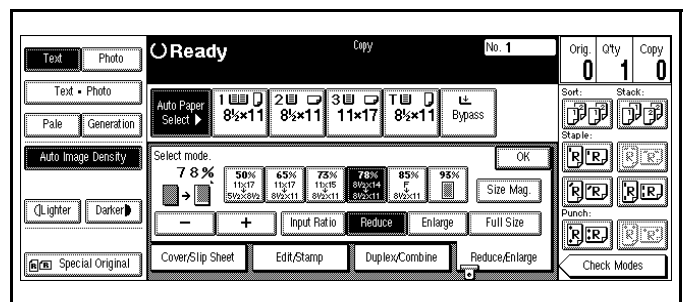 Text Photo
Text • Photo
Pale Generation
Auto Image Density
Lighter Darker
Special Original
Ready
Copy
No. 1
Auto Paper Select ▶
1 8½×11
2 8½×11
3 11×17
T 8½×11
Bypass
Select mode.
OK
78%
50% 11×17 5½×8½
65% 11×17 8½×11
73% 11×15 8½×11
78% 8½×14 8½×11
85% F 8½×11
93%
Size Mag.
− + Input Ratio Reduce Enlarge Full Size
Cover/Slip Sheet Edit/Stamp Duplex/Combine Reduce/Enlarge
Orig. Q'ty Copy
0 1 0
Sort: Stack:
Staple:
Punch:
Check Modes